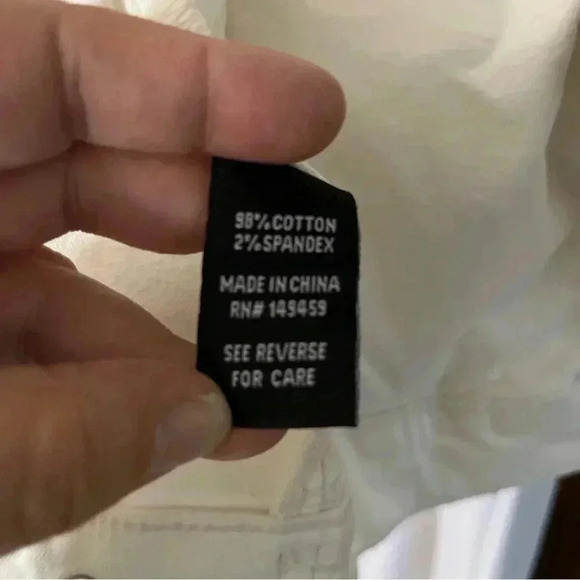 98% COTTON
2% SPANDEX
MADE IN CHINA
RN# 149459
SEE REVERSE
FOR CARE